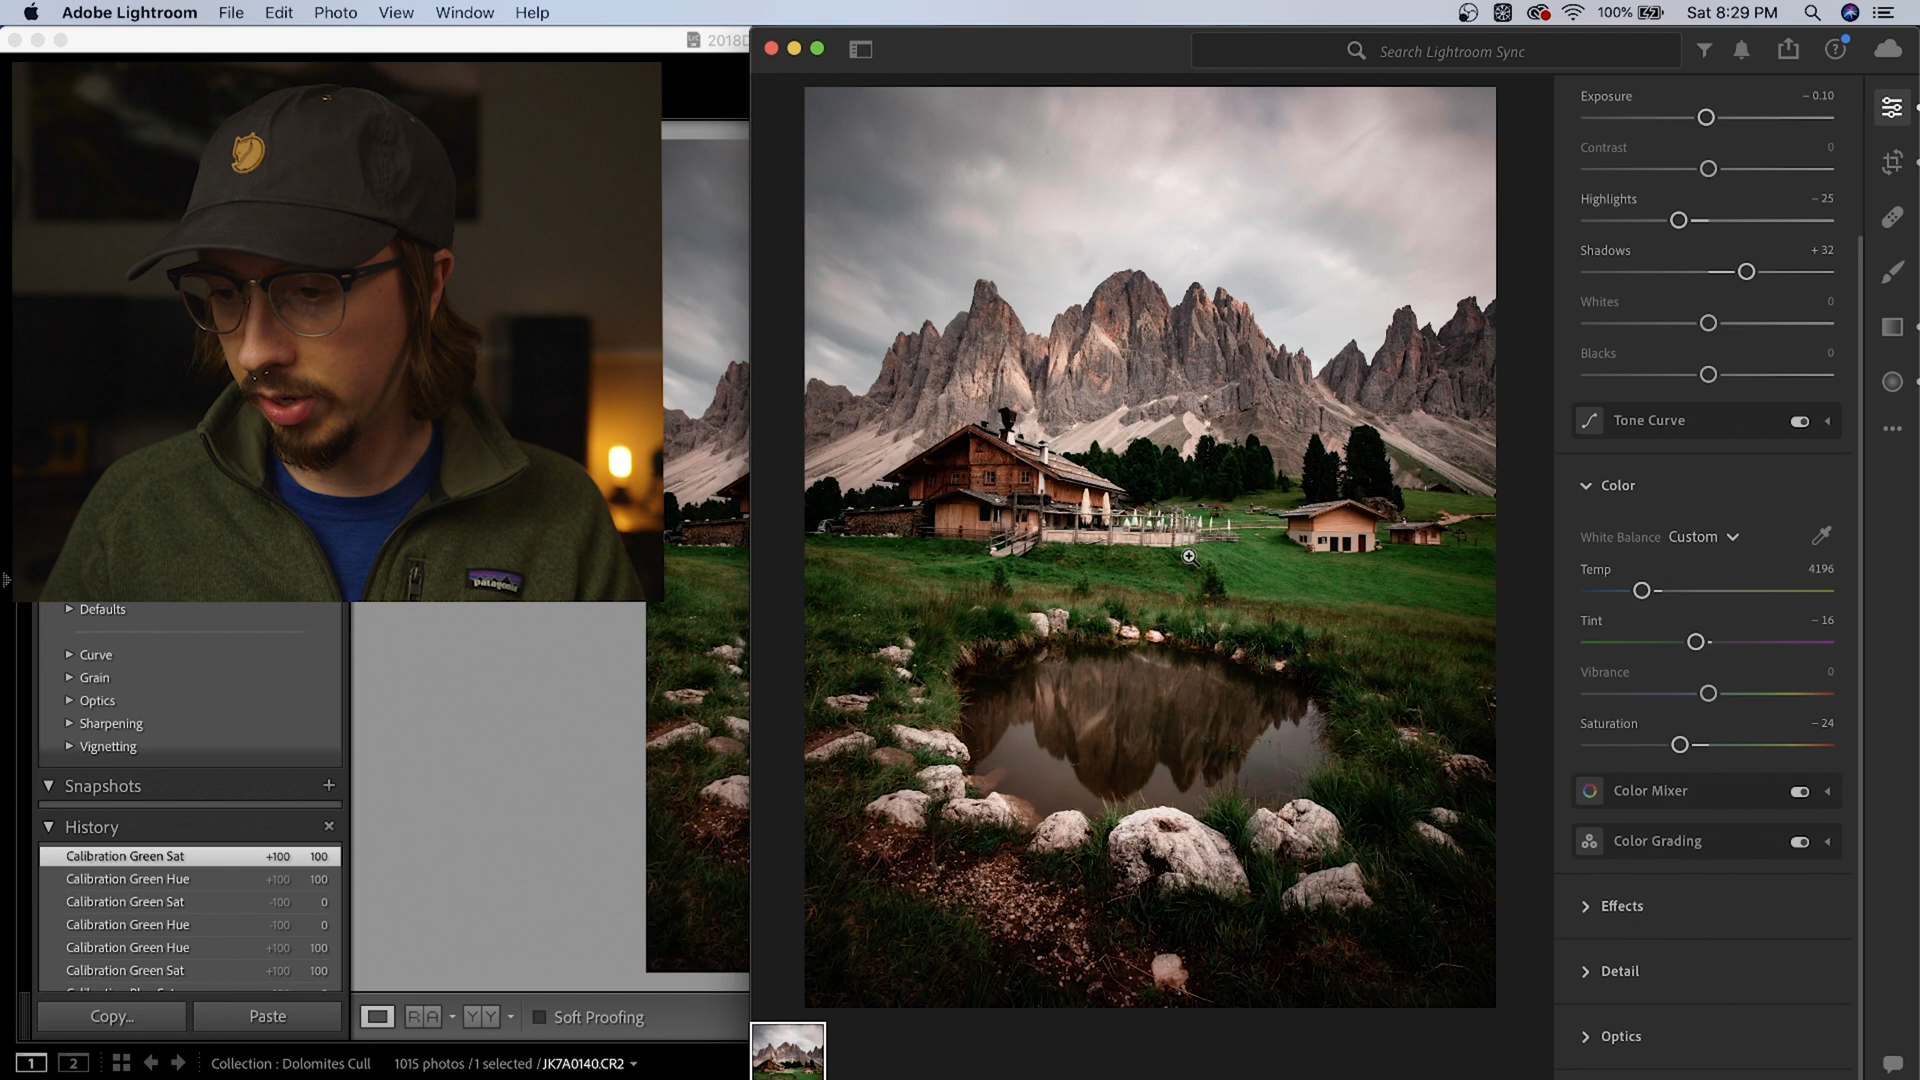 Adobe Lightroom File Edit Photo View Window Help
100% Sat 8:29 PM
2018D
Search Lightroom Sync
patagonia
Defaults
Curve
Grain
Optics
Sharpening
Vignetting
Snapshots +
History ×
Calibration Green Sat +100 100
Calibration Green Hue +100 100
Calibration Green Sat -100 0
Calibration Green Hue -100 0
Calibration Green Hue +100 100
Calibration Green Sat +100 100
Copy... Paste
R A Y Y Soft Proofing
1 2 Collection : Dolomites Cull 1015 photos / 1 selected / JK7A0140.CR2
Exposure – 0.10
Contrast 0
Highlights – 25
Shadows + 32
Whites 0
Blacks 0
Tone Curve
Color
White Balance Custom
Temp 4196
Tint – 16
Vibrance 0
Saturation – 24
Color Mixer
Color Grading
Effects
Detail
Optics